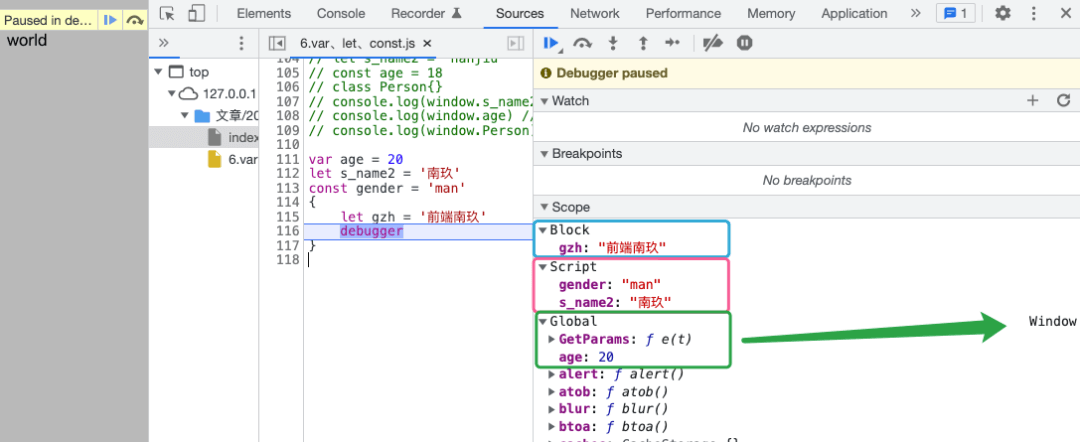 Paused in de...
world
Elements Console Recorder Sources Network Performance Memory Application » 1
»
top
127.0.0.1
文章/20
index
6.var
6.var、let、const.js ×
104 // let s_name2 = 'nanjiu'
105 // const age = 18
106 // class Person{}
107 // console.log(window.s_name2
108 // console.log(window.age) //
109 // console.log(window.Person
110
111 var age = 20
112 let s_name2 = '南玖'
113 const gender = 'man'
114 {
115 let gzh = '前端南玖'
116 debugger
117 }
118
Debugger paused
Watch
No watch expressions
Breakpoints
No breakpoints
Scope
Block
gzh: "前端南玖"
Script
gender: "man"
s_name2: "南玖"
Global Window
GetParams: ƒ e(t)
age: 20
alert: ƒ alert()
atob: ƒ atob()
blur: ƒ blur()
btoa: ƒ btoa()
caches: CacheStorage {}